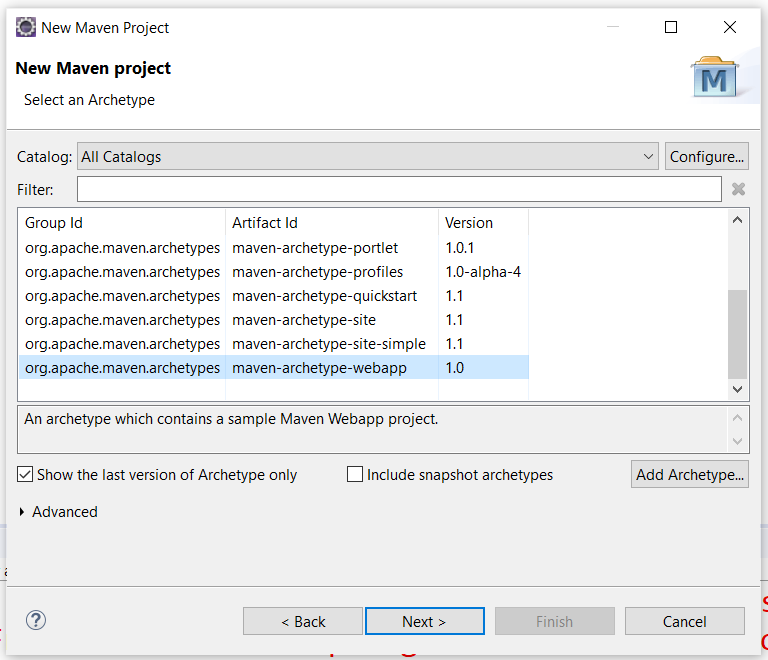 New Maven Project
New Maven project
Select an Archetype
M
Catalog: All Catalogs Configure...
Filter:
Group Id Artifact Id Version
org.apache.maven.archetypes maven-archetype-portlet 1.0.1
org.apache.maven.archetypes maven-archetype-profiles 1.0-alpha-4
org.apache.maven.archetypes maven-archetype-quickstart 1.1
org.apache.maven.archetypes maven-archetype-site 1.1
org.apache.maven.archetypes maven-archetype-site-simple 1.1
org.apache.maven.archetypes maven-archetype-webapp 1.0
An archetype which contains a sample Maven Webapp project.
Show the last version of Archetype only Include snapshot archetypes Add Archetype...
Advanced
? < Back Next > Finish Cancel